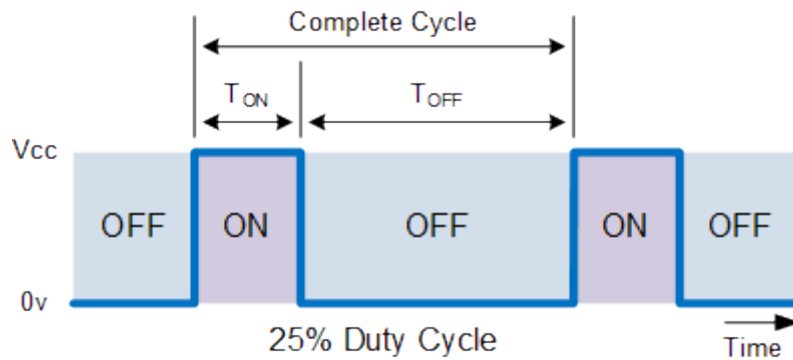 Complete Cycle
TON TOFF
Vcc
OFF ON OFF ON OFF
0v
25% Duty Cycle
Time